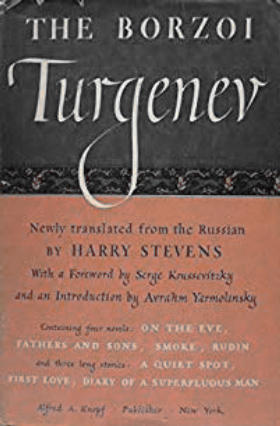 THE BORZOI
Turgenev
Newly translated from the Russian
BY HARRY STEVENS
With a Foreword by Serge Koussevitzky
and an Introduction by Avrahm Yarmolinsky
Containing four novels: ON THE EVE,
FATHERS AND SONS, SMOKE, RUDIN
and three long stories: A QUIET SPOT,
FIRST LOVE, DIARY OF A SUPERFLUOUS MAN
Alfred A. Knopf · Publisher · New York